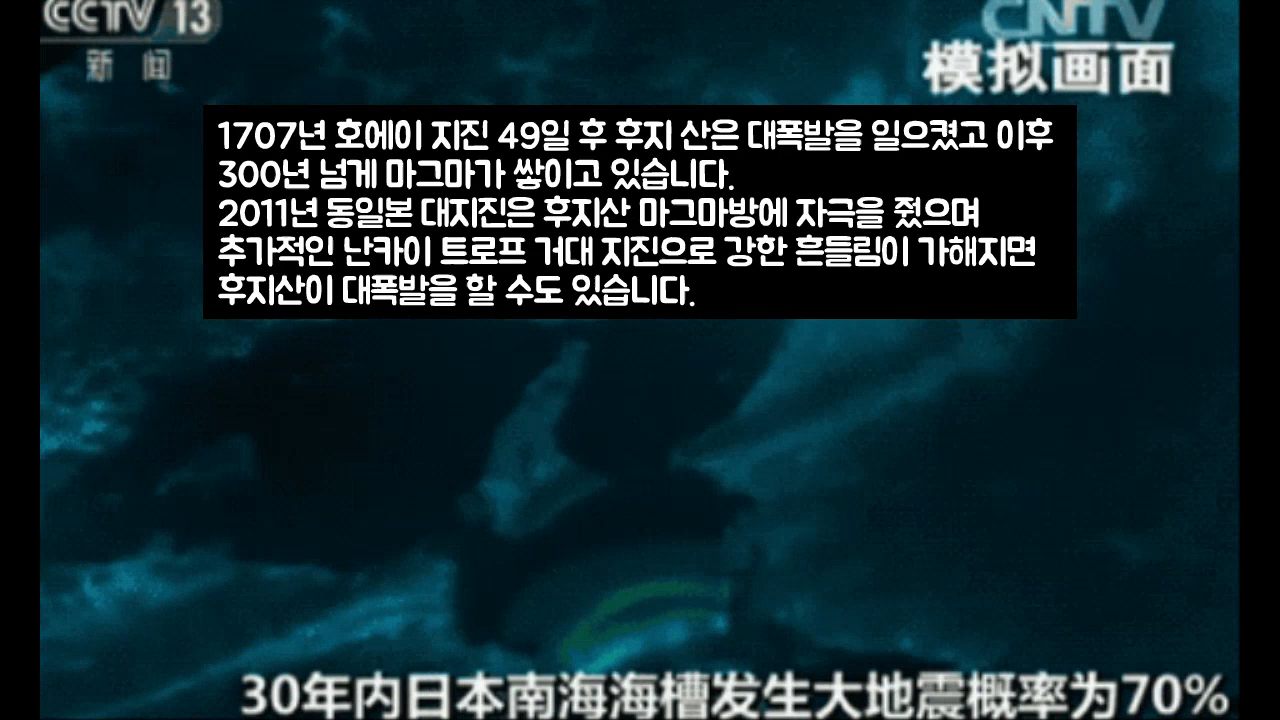 CCTV 13
新闻
CNTV
模拟画面
1707년 호에이 지진 49일 후 후지 산은 대폭발을 일으켰고 이후
300년 넘게 마그마가 쌓이고 있습니다.
2011년 동일본 대지진은 후지산 마그마방에 자극을 줬으며
추가적인 난카이 트로프 거대 지진으로 강한 흔들림이 가해지면
후지산이 대폭발을 할 수도 있습니다.
30年内日本南海海槽发生大地震概率为70%